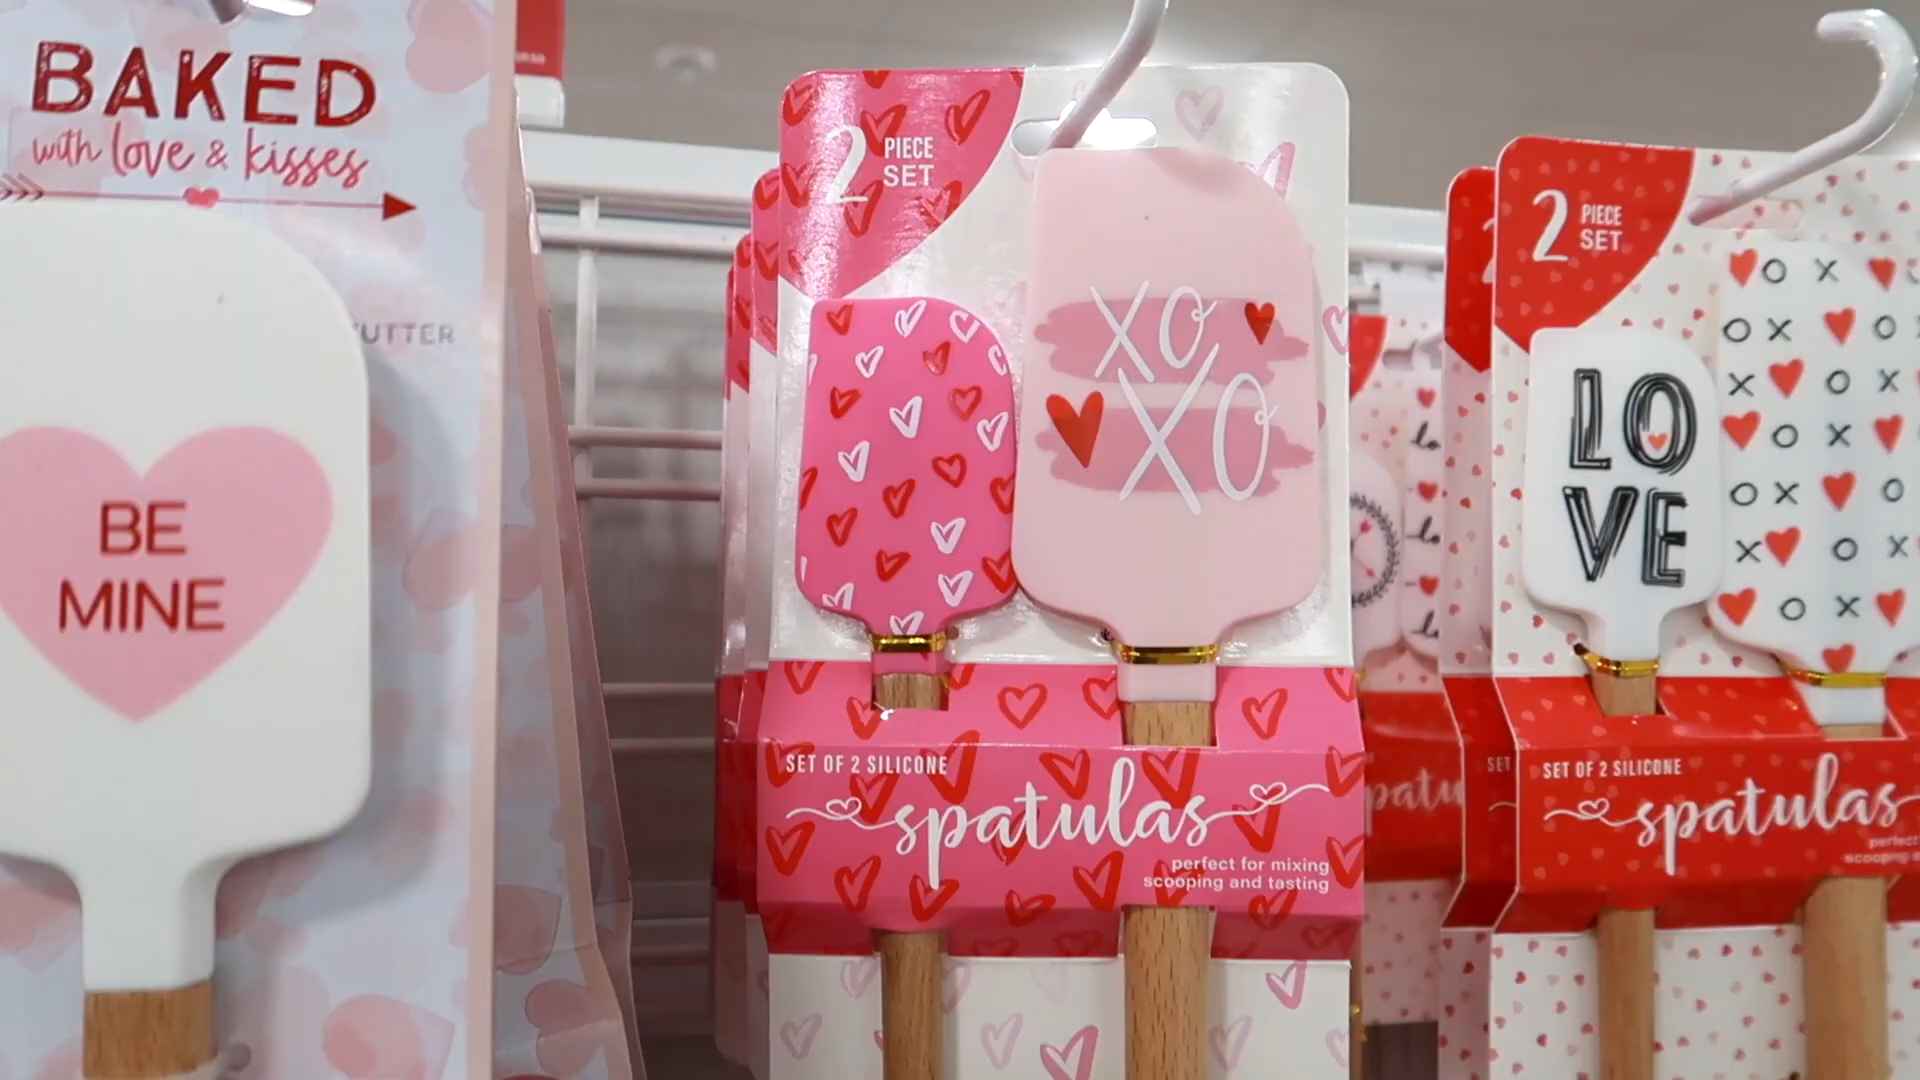 BAKED
with love & kisses
BE
MINE
2 PIECE
SET
XO
XO
SET OF 2 SILICONE
spatulas
perfect for mixing
scooping and tasting
2 PIECE
SET
LO
VE
O X
O X O
X O X
O X
O X O
X O X
O X
SET OF 2 SILICONE
spatulas
SET